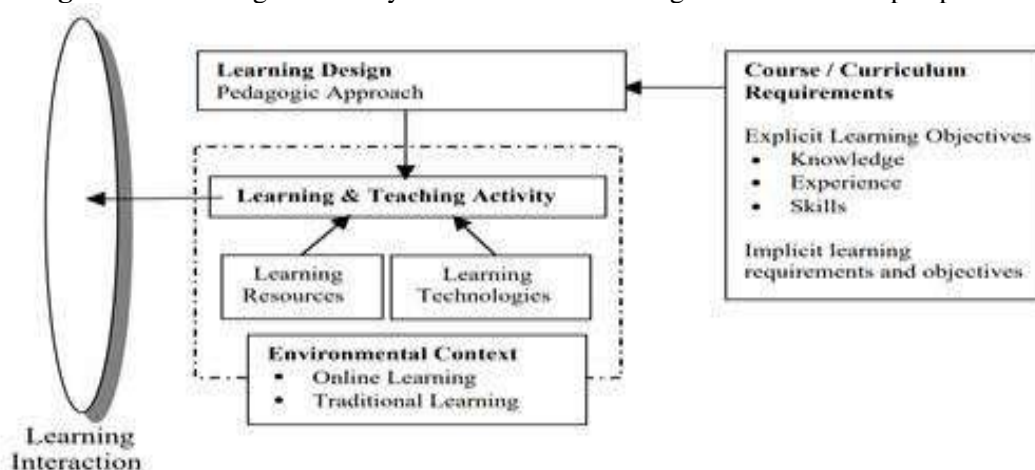 Learning Design
Pedagogic Approach
Course / Curriculum
Requirements
Explicit Learning Objectives
• Knowledge
• Experience
• Skills
Implicit learning
requirements and objectives
Learning & Teaching Activity
Learning
Resources
Learning
Technologies
Environmental Context
• Online Learning
• Traditional Learning
Learning
Interaction